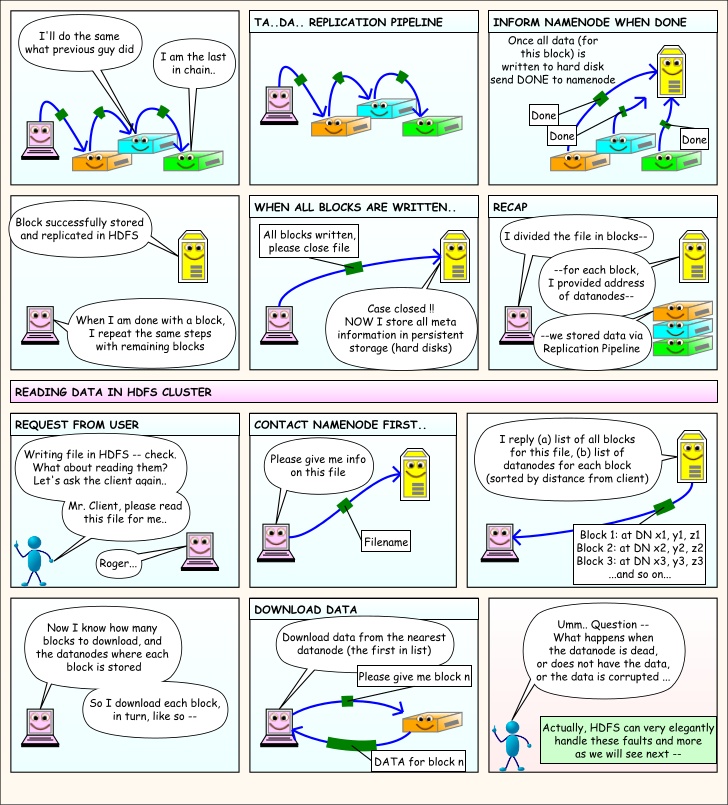 I'll do the same
what previous guy did
I am the last
in chain..
TA..DA.. REPLICATION PIPELINE
INFORM NAMENODE WHEN DONE
Once all data (for
this block) is
written to hard disk
send DONE to namenode
Done
Done
Done
Block successfully stored
and replicated in HDFS
When I am done with a block,
I repeat the same steps
with remaining blocks
WHEN ALL BLOCKS ARE WRITTEN..
All blocks written,
please close file
Case closed !!
NOW I store all meta
information in persistent
storage (hard disks)
RECAP
I divided the file in blocks--
--for each block,
I provided address
of datanodes--
--we stored data via
Replication Pipeline
READING DATA IN HDFS CLUSTER
REQUEST FROM USER
Writing file in HDFS -- check.
What about reading them?
Let's ask the client again..
Mr. Client, please read
this file for me..
Roger...
CONTACT NAMENODE FIRST..
Please give me info
on this file
Filename
I reply (a) list of all blocks
for this file, (b) list of
datanodes for each block
(sorted by distance from client)
Block 1: at DN x1, y1, z1
Block 2: at DN x2, y2, z2
Block 3: at DN x3, y3, z3
...and so on...
Now I know how many
blocks to download, and
the datanodes where each
block is stored
So I download each block,
in turn, like so --
DOWNLOAD DATA
Download data from the nearest
datanode (the first in list)
Please give me block n
DATA for block n
Umm.. Question --
What happens when
the datanode is dead,
or does not have the data,
or the data is corrupted ...
Actually, HDFS can very elegantly
handle these faults and more
as we will see next --